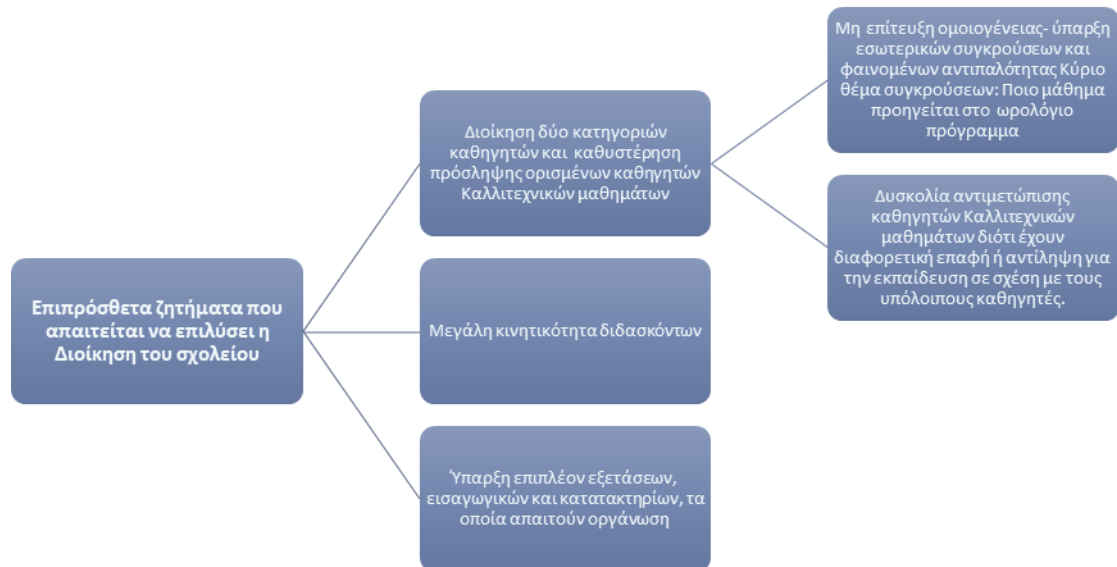 Επιπρόσθετα ζητήματα που
απαιτείται να επιλύσει η
Διοίκηση του σχολείου
Διοίκηση δύο κατηγοριών
καθηγητών και καθυστέρηση
πρόσληψης ορισμένων καθηγητών
Καλλιτεχνικών μαθημάτων
Μη επίτευξη ομοιογένειας- ύπαρξη
εσωτερικών συγκρούσεων και
φαινομένων αντιπαλότητας Κύριο
θέμα συγκρούσεων: Ποιο μάθημα
προηγείται στο ωρολόγιο
πρόγραμμα
Δυσκολία αντιμετώπισης
καθηγητών Καλλιτεχνικών
μαθημάτων διότι έχουν
διαφορετική επαφή ή αντίληψη για
την εκπαίδευση σε σχέση με τους
υπόλοιπους καθηγητές.
Μεγάλη κινητικότητα διδασκόντων
Ύπαρξη επιπλέον εξετάσεων,
εισαγωγικών και κατατακτηρίων, τα
οποία απαιτούν οργάνωση